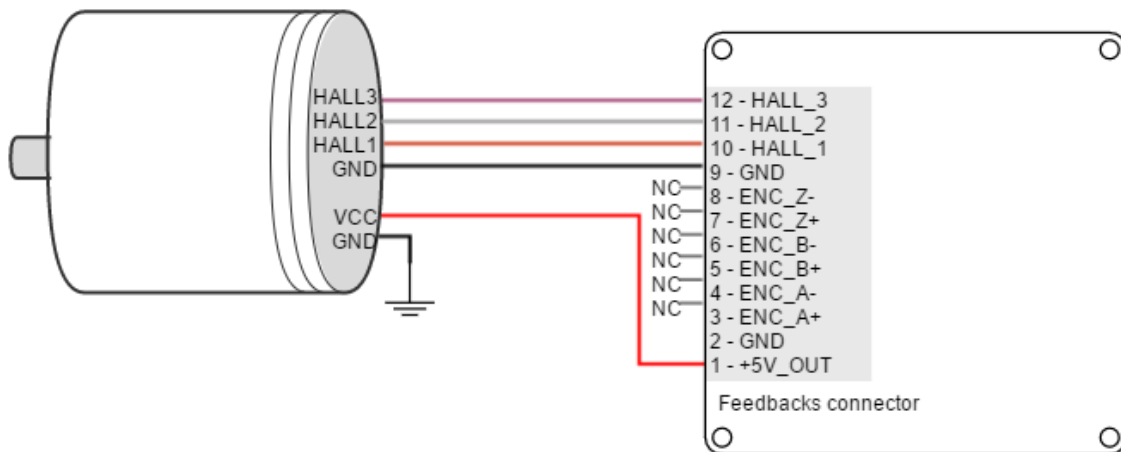 HALL3
HALL2
HALL1
GND
VCC
GND
NC
NC
NC
NC
NC
NC
12 - HALL_3
11 - HALL_2
10 - HALL_1
9 - GND
8 - ENC_Z-
7 - ENC_Z+
6 - ENC_B-
5 - ENC_B+
4 - ENC_A-
3 - ENC_A+
2 - GND
1 - +5V_OUT
Feedbacks connector